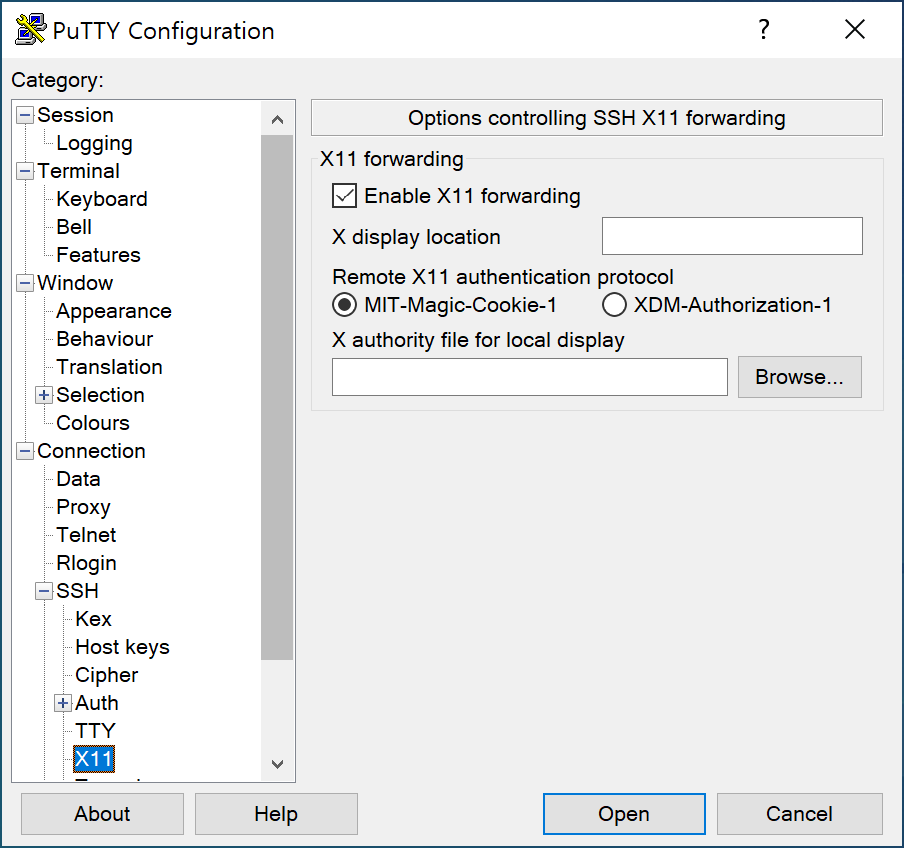 PuTTY Configuration
?
Category:
Session
Logging
Terminal
Keyboard
Bell
Features
Window
Appearance
Behaviour
Translation
Selection
Colours
Connection
Data
Proxy
Telnet
Rlogin
SSH
Kex
Host keys
Cipher
Auth
TTY
X11
Options controlling SSH X11 forwarding
X11 forwarding
Enable X11 forwarding
X display location
Remote X11 authentication protocol
MIT-Magic-Cookie-1 XDM-Authorization-1
X authority file for local display
Browse...
About Help Open Cancel